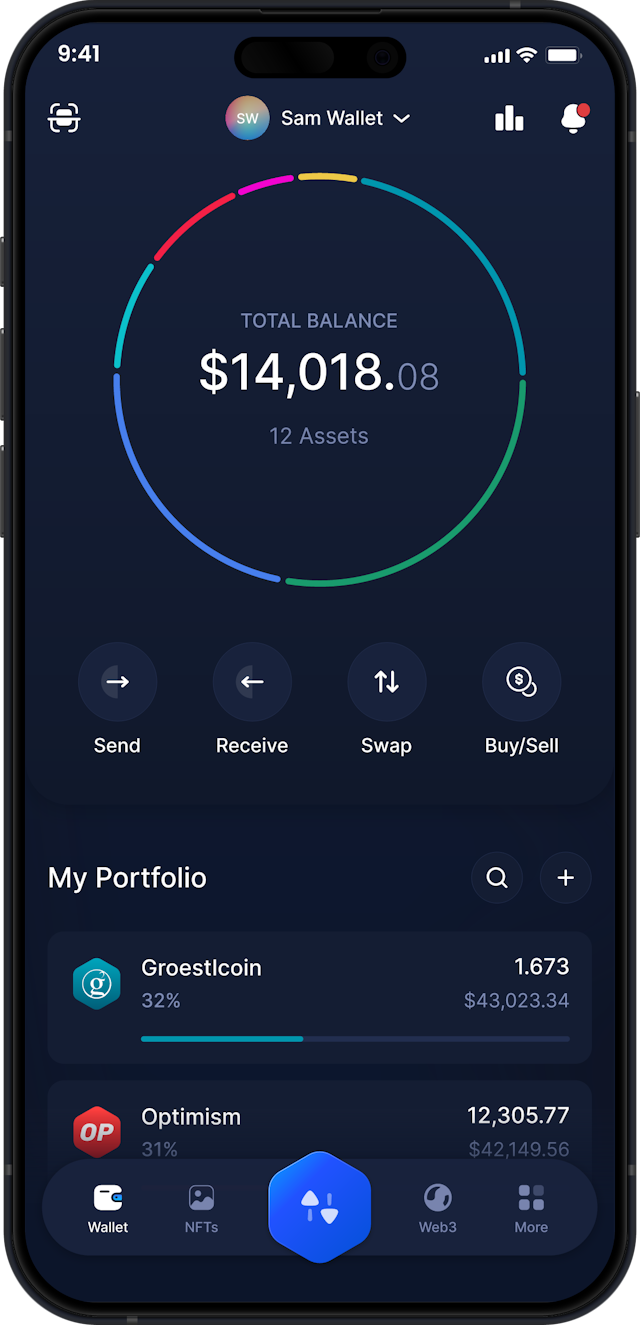 9:41
SW Sam Wallet
TOTAL BALANCE
$14,018.08
12 Assets
Send Receive Swap Buy/Sell
My Portfolio
Groestlcoin 1.673
32% $43,023.34
OP Optimism 12,305.77
31% $42,149.56
Wallet NFTs Web3 More